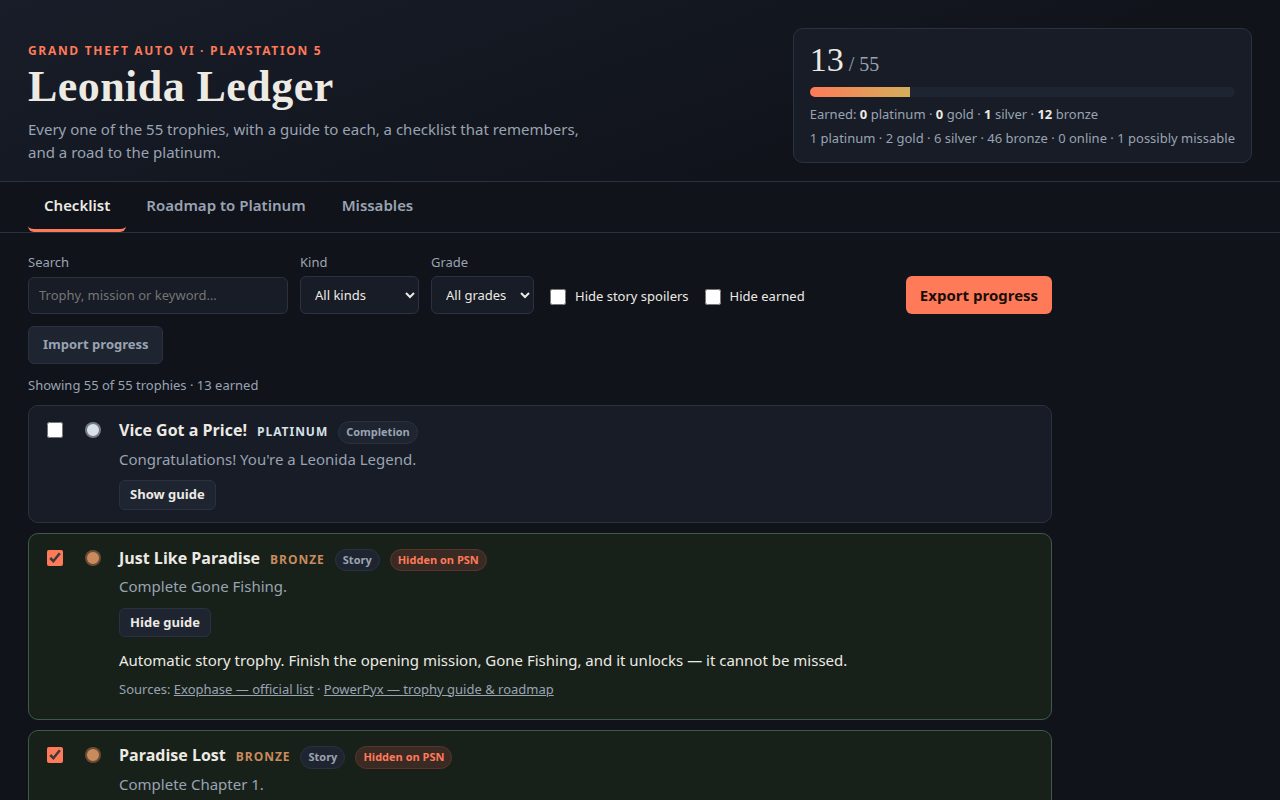 GRAND THEFT AUTO VI · PLAYSTATION 5
Leonida Ledger
Every one of the 55 trophies, with a guide to each, a checklist that remembers,
and a road to the platinum.
13 / 55
Earned: 0 platinum · 0 gold · 1 silver · 12 bronze
1 platinum · 2 gold · 6 silver · 46 bronze · 0 online · 1 possibly missable
Checklist Roadmap to Platinum Missables
Search Kind Grade
Trophy, mission or keyword... All kinds All grades Hide story spoilers Hide earned Export progress
Import progress
Showing 55 of 55 trophies · 13 earned
Vice Got a Price! PLATINUM Completion
Congratulations! You're a Leonida Legend.
Show guide
Just Like Paradise BRONZE Story Hidden on PSN
Complete Gone Fishing.
Hide guide
Automatic story trophy. Finish the opening mission, Gone Fishing, and it unlocks — it cannot be missed.
Sources: Exophase — official list · PowerPyx — trophy guide & roadmap
Paradise Lost BRONZE Story Hidden on PSN
Complete Chapter 1.